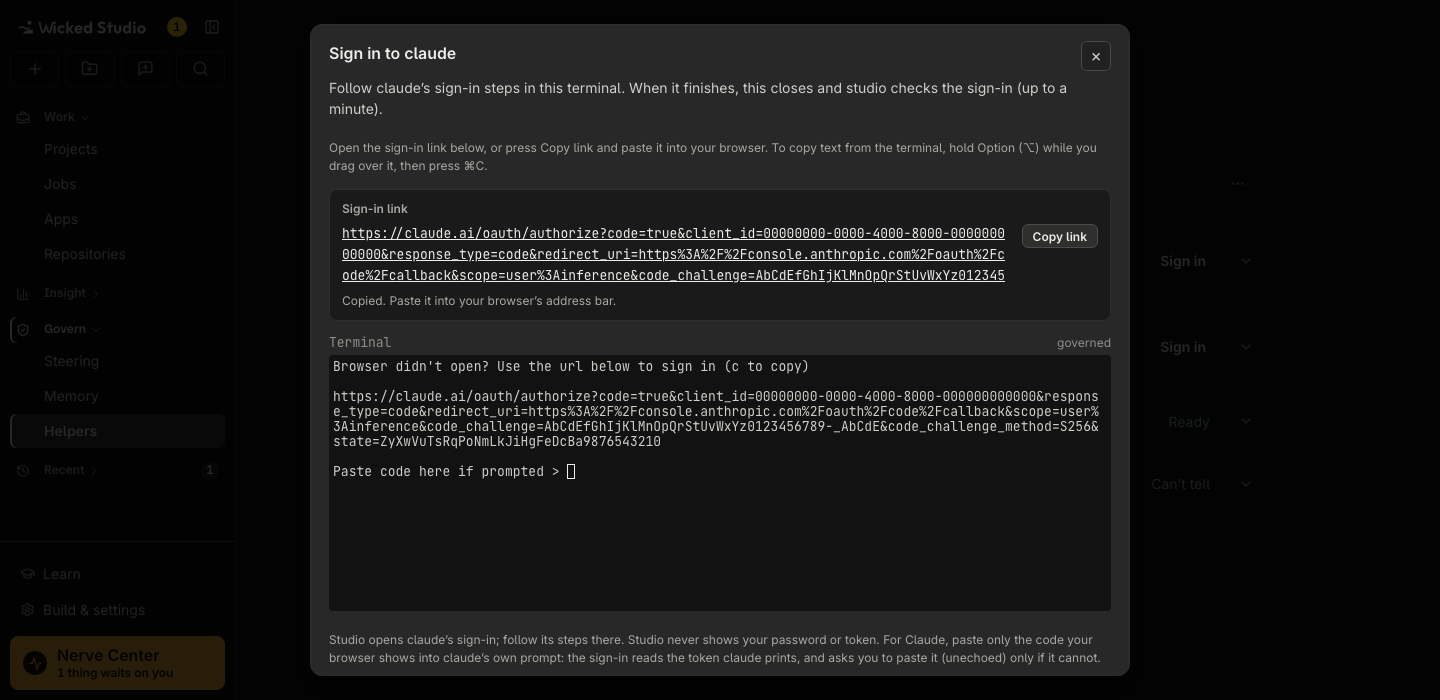 Wicked Studio
1
Work
Projects
Jobs
Apps
Repositories
Insight
Govern
Steering
Memory
Helpers
Recent
1
Learn
Build & settings
Nerve Center
1 thing waits on you
Sign in to claude
Follow claude’s sign-in steps in this terminal. When it finishes, this closes and studio checks the sign-in (up to a
minute).
Open the sign-in link below, or press Copy link and paste it into your browser. To copy text from the terminal, hold Option (⌥) while you
drag over it, then press ⌘C.
Sign-in link
https://claude.ai/oauth/authorize?code=true&client_id=00000000-0000-4000-8000-0000000
00000&response_type=code&redirect_uri=https%3A%2F%2Fconsole.anthropic.com%2Foauth%2Fc
ode%2Fcallback&scope=user%3Ainference&code_challenge=AbCdEfGhIjKlMnOpQrStUvWxYz012345
Copy link
Copied. Paste it into your browser’s address bar.
Terminal
governed
Browser didn't open? Use the url below to sign in (c to copy)
https://claude.ai/oauth/authorize?code=true&client_id=00000000-0000-4000-8000-000000000000&respons
e_type=code&redirect_uri=https%3A%2F%2Fconsole.anthropic.com%2Foauth%2Fcode%2Fcallback&scope=user%
3Ainference&code_challenge=AbCdEfGhIjKlMnOpQrStUvWxYz0123456789-_AbCdE&code_challenge_method=S256&
state=ZyXwVuTsRqPoNmLkJiHgFeDcBa9876543210
Paste code here if prompted >
Studio opens claude’s sign-in; follow its steps there. Studio never shows your password or token. For Claude, paste only the code your
browser shows into claude’s own prompt: the sign-in reads the token claude prints, and asks you to paste it (unechoed) only if it cannot.
Sign in
Sign in
Ready
Can't tell